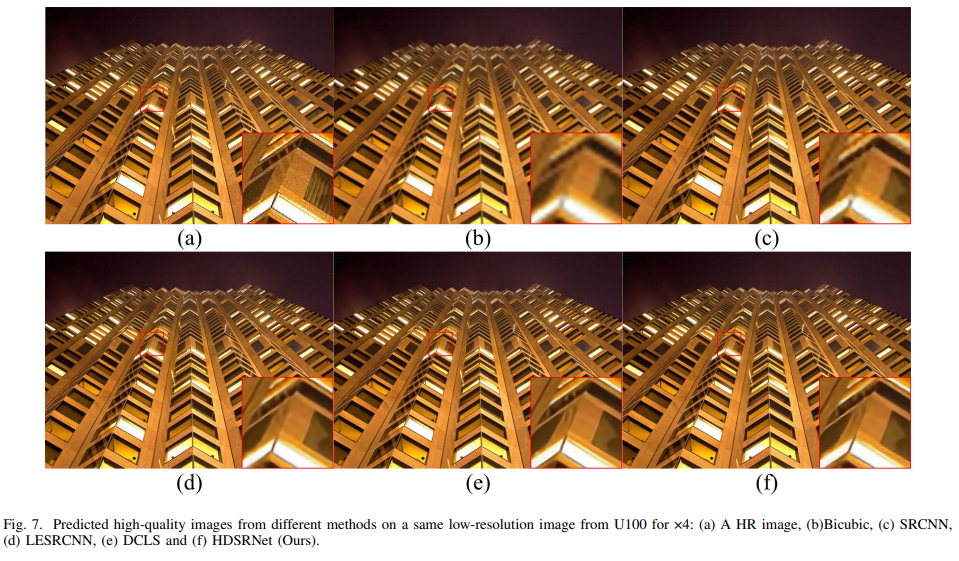 (a)
(b)
(c)
(d)
(e)
(f)
Fig. 7. Predicted high-quality images from different methods on a same low-resolution image from U100 for ×4: (a) A HR image, (b)Bicubic, (c) SRCNN,
(d) LESRCNN, (e) DCLS and (f) HDSRNet (Ours).